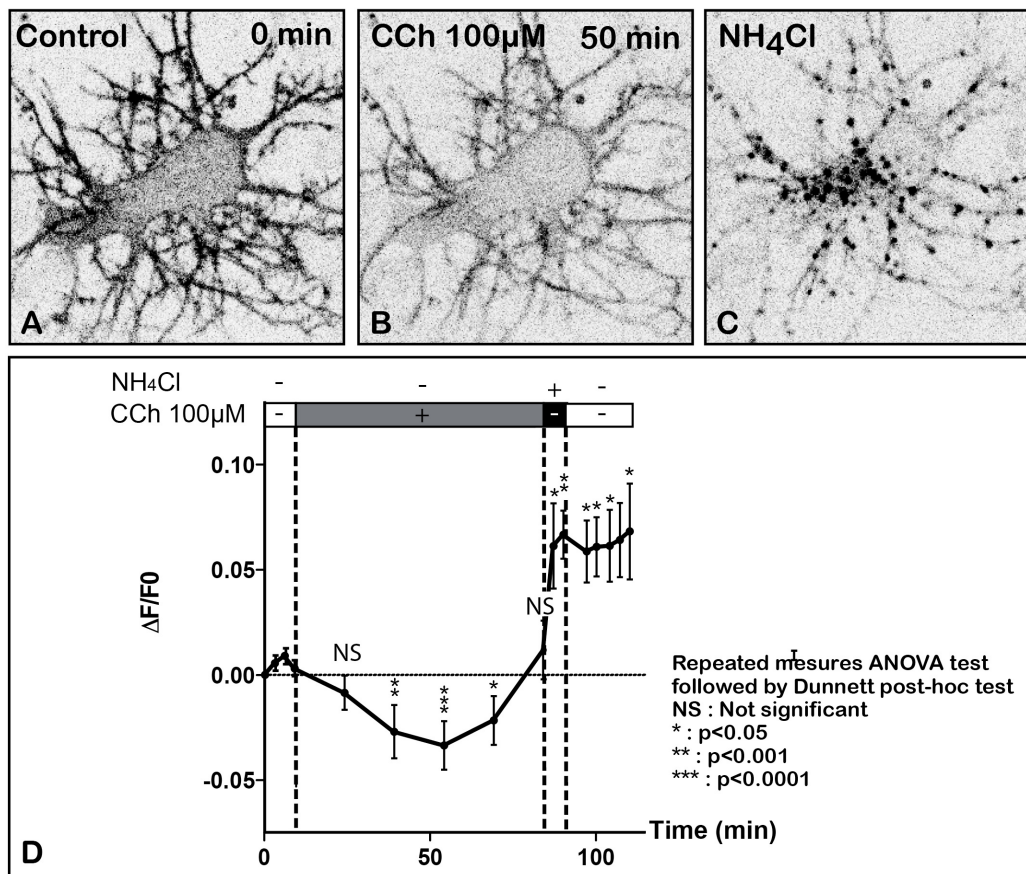 Control 0 min
A
CCh 100µM 50 min
B
NH4Cl
C
NH4Cl - - + -
CCh 100µM - + - -
0.10
0.05
0.00
-0.05
ΔF/F0
NS
**
***
*
NS
*
**
*
*
*
*
0 50 100
Time (min)
D
Repeated mesures ANOVA test
followed by Dunnett post-hoc test
NS : Not significant
* : p<0.05
** : p<0.001
*** : p<0.0001